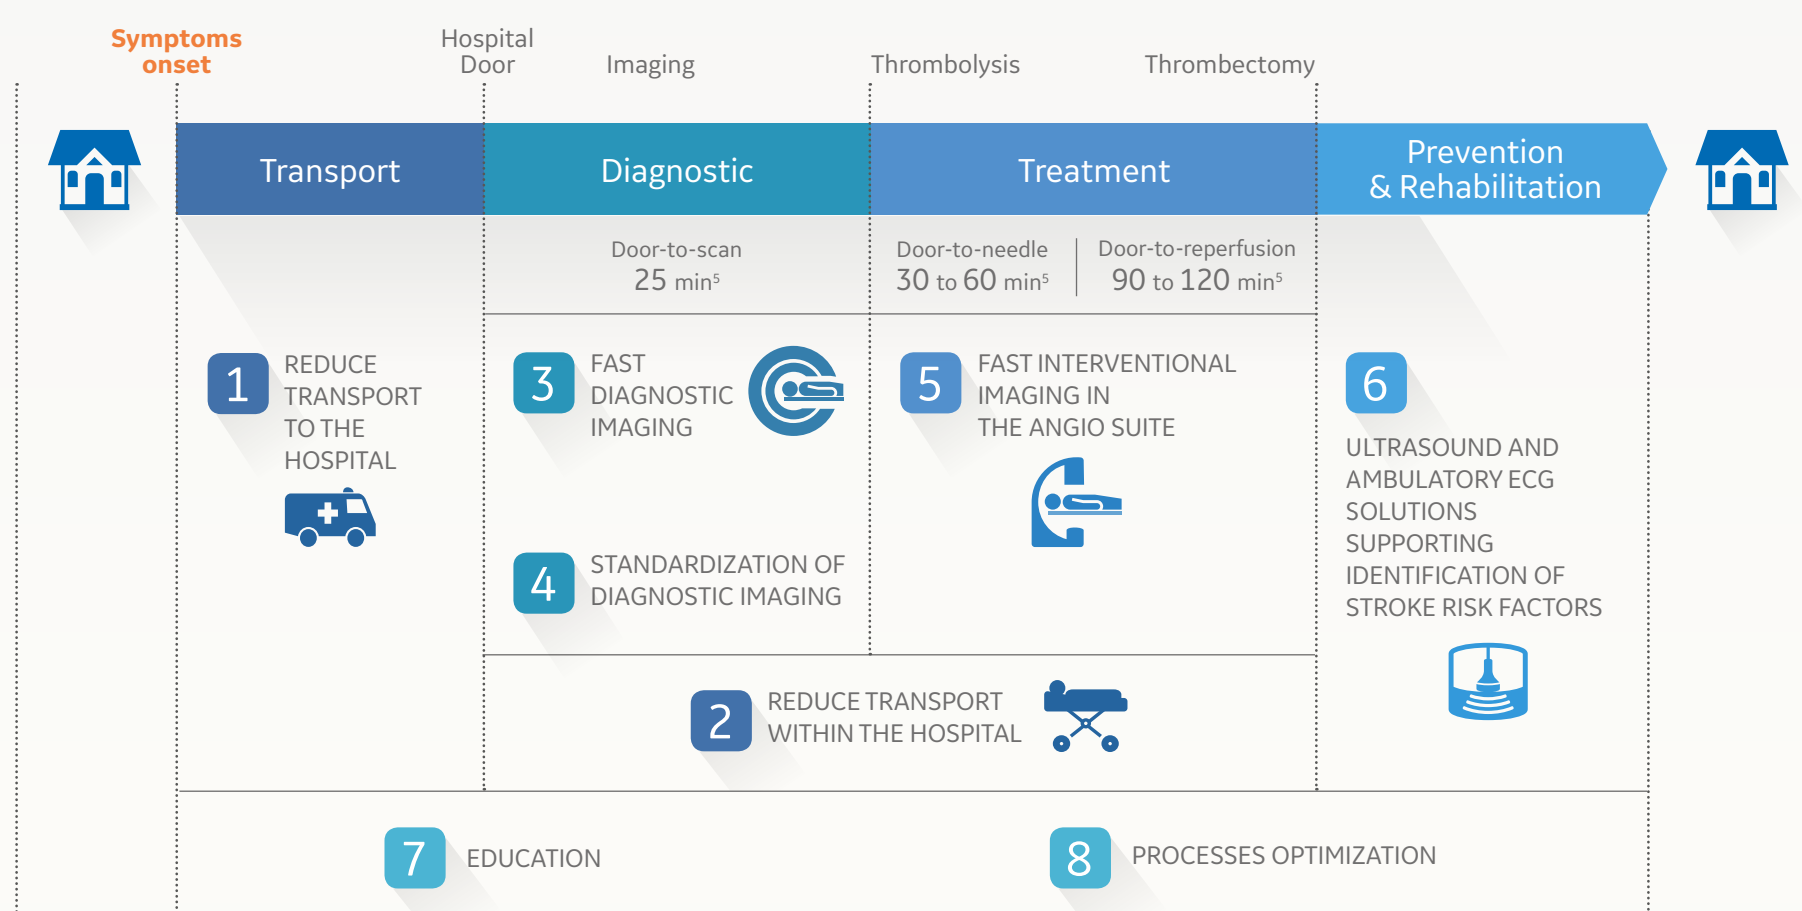 Symptoms
onset
Hospital
Door
Imaging
Thrombolysis
Thrombectomy
Transport
Diagnostic
Treatment
Prevention
& Rehabilitation
Door-to-scan
25 min⁵
Door-to-needle
30 to 60 min⁵
Door-to-reperfusion
90 to 120 min⁵
1
REDUCE
TRANSPORT
TO THE
HOSPITAL
3
FAST
DIAGNOSTIC
IMAGING
4
STANDARDIZATION OF
DIAGNOSTIC IMAGING
5
FAST INTERVENTIONAL
IMAGING IN
THE ANGIO SUITE
6
ULTRASOUND AND
AMBULATORY ECG
SOLUTIONS
SUPPORTING
IDENTIFICATION OF
STROKE RISK FACTORS
2
REDUCE TRANSPORT
WITHIN THE HOSPITAL
7
EDUCATION
8
PROCESSES OPTIMIZATION